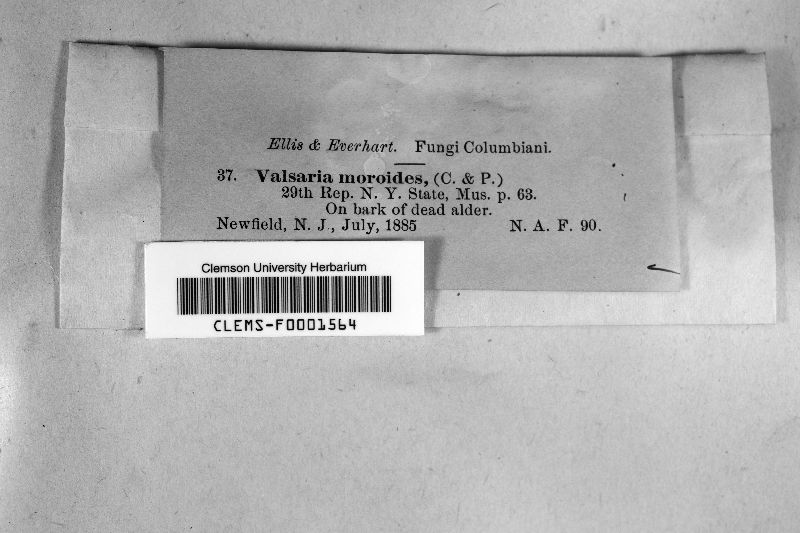 Ellis & Everhart. Fungi Columbiani.
37. Valsaria moroides, (C. & P.)
29th Rep. N. Y. State, Mus. p. 63.
On bark of dead alder.
Newfield, N. J., July, 1885 N. A. F. 90.
Clemson University Herbarium
CLEMS-F0001564